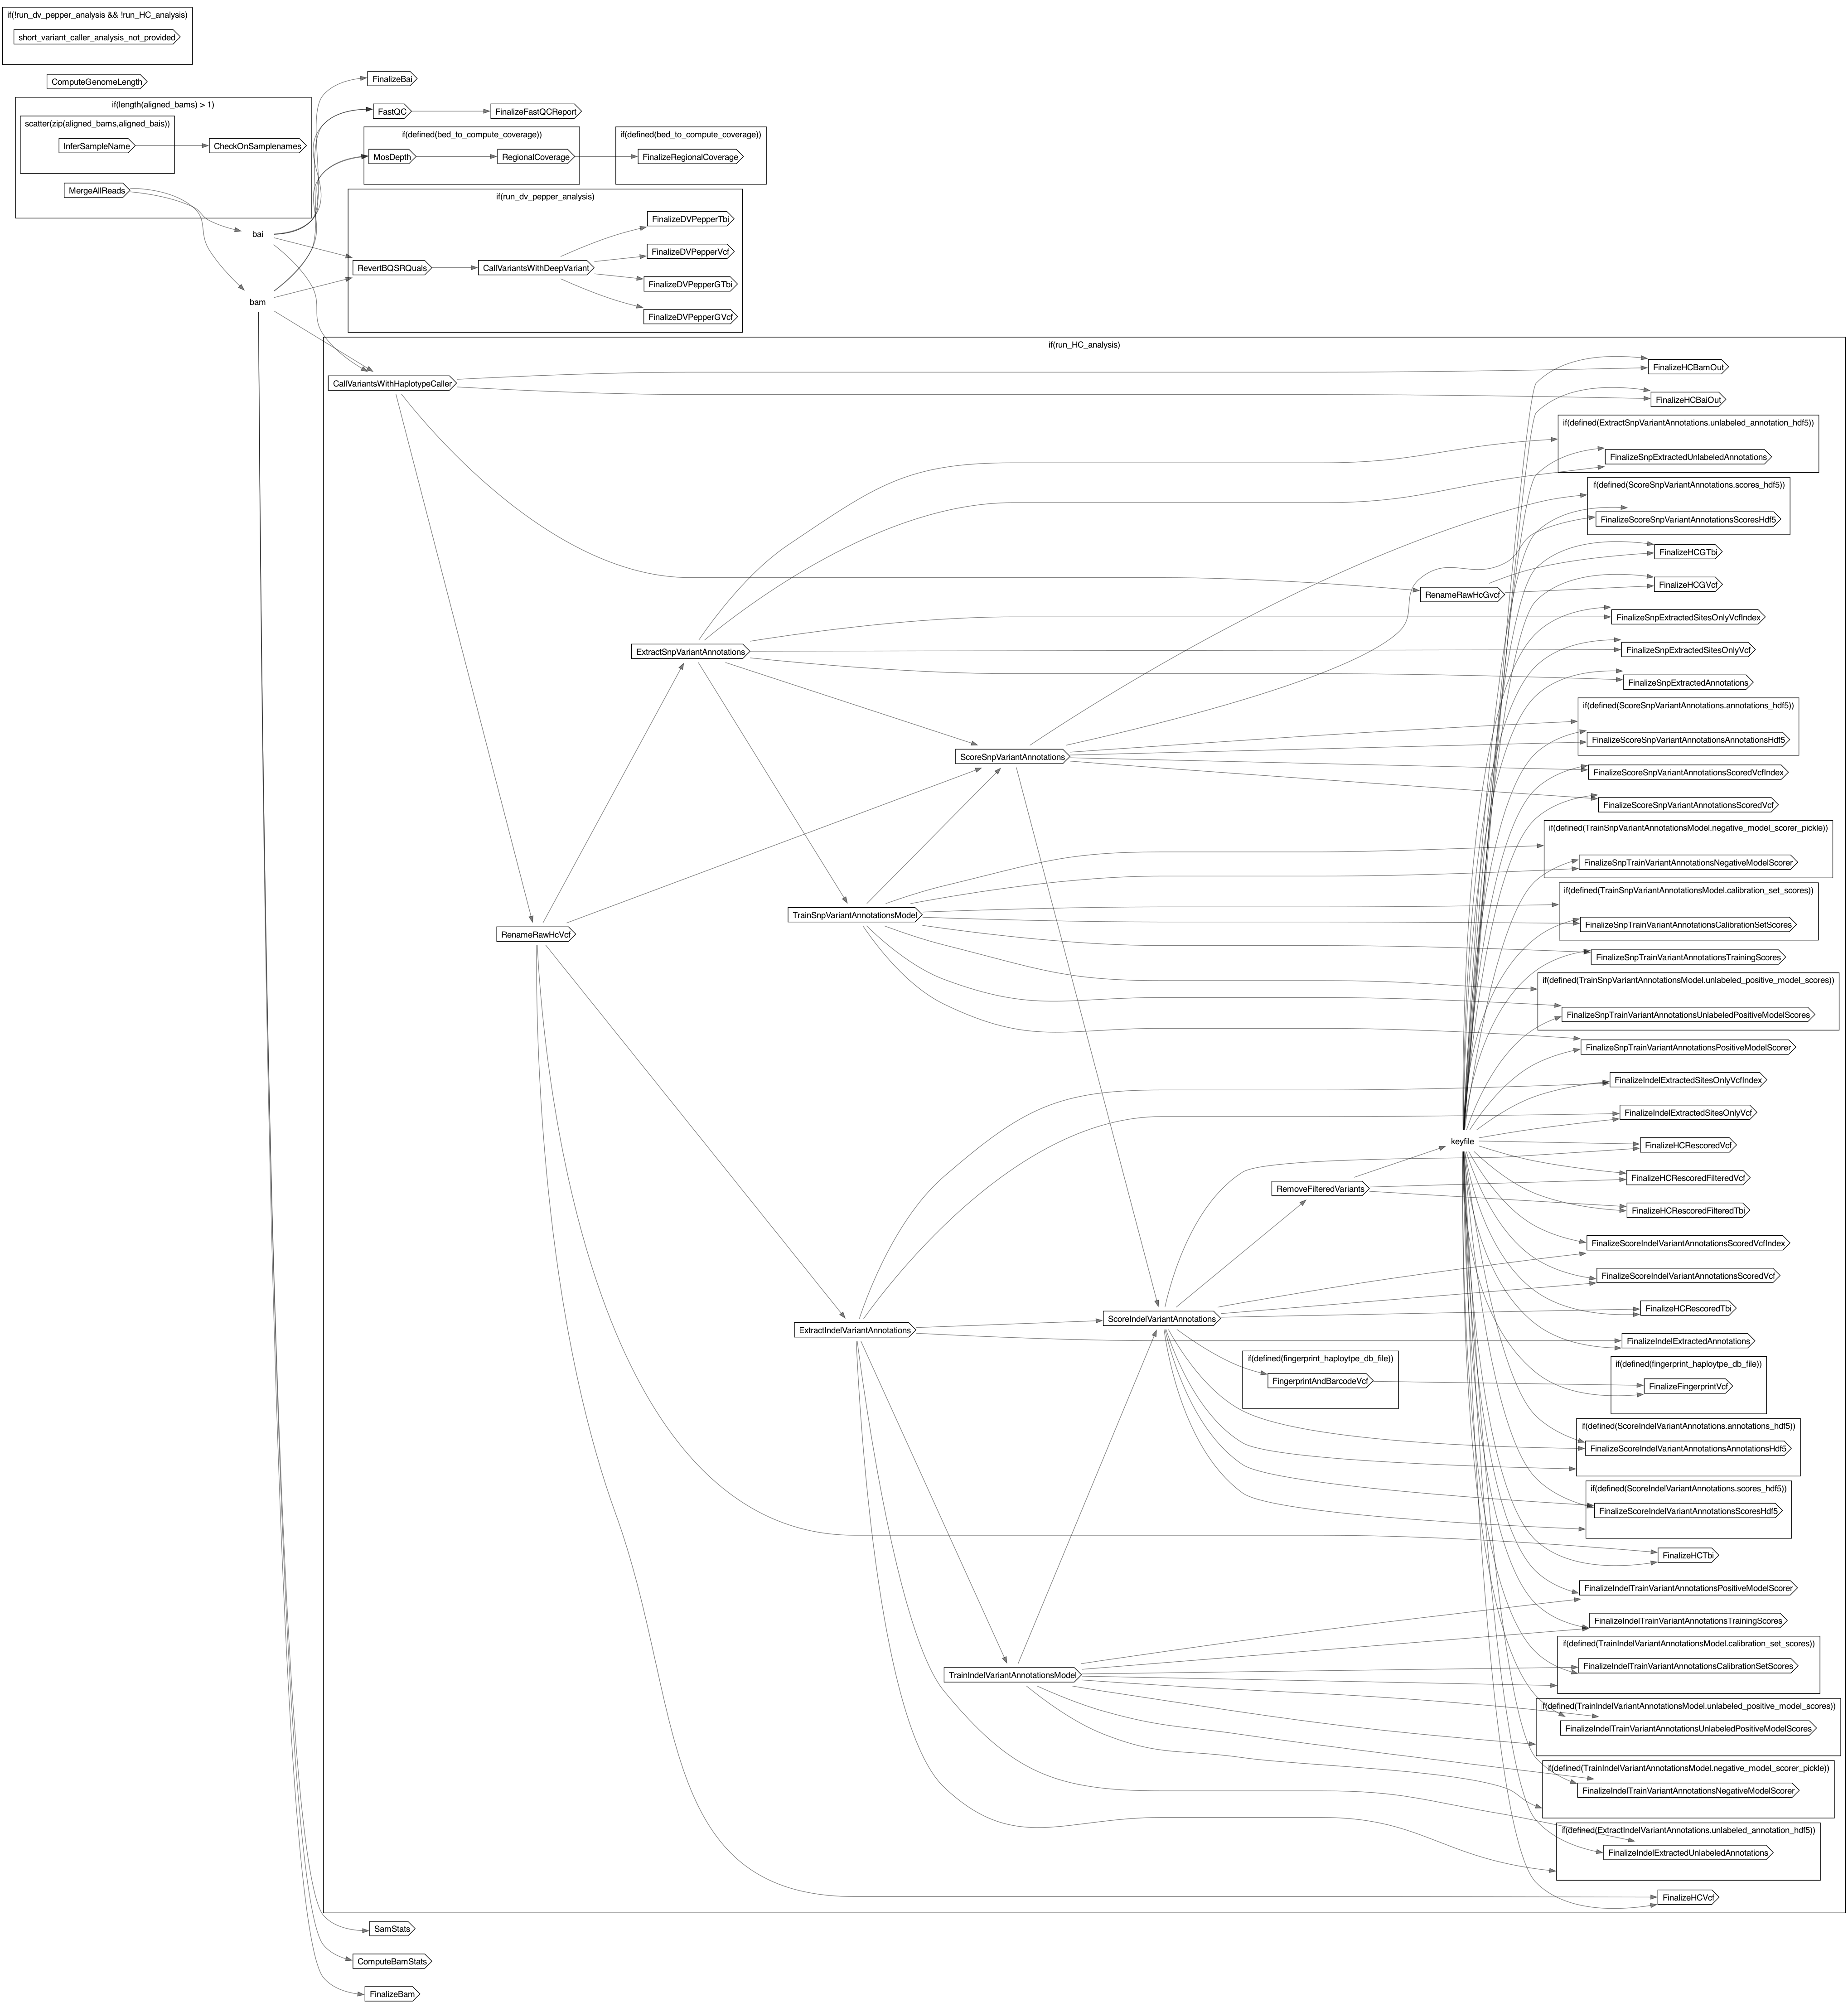 if(!run_dv_pepper_analysis && !run_HC_analysis)
short_variant_caller_analysis_not_provided
ComputeGenomeLength
if(length(aligned_bams) > 1)
scatter(zip(aligned_bams,aligned_bais))
InferSampleName
CheckOnSamplenames
MergeAllReads
bai
bam
FinalizeBai
FastQC
FinalizeFastQCReport
if(defined(bed_to_compute_coverage))
MosDepth
RegionalCoverage
if(defined(bed_to_compute_coverage))
FinalizeRegionalCoverage
if(run_dv_pepper_analysis)
RevertBQSRQuals
CallVariantsWithDeepVariant
FinalizeDVPepperTbi
FinalizeDVPepperVcf
FinalizeDVPepperGTbi
FinalizeDVPepperGVcf
if(run_HC_analysis)
CallVariantsWithHaplotypeCaller
FinalizeHCBamOut
FinalizeHCBaiOut
if(defined(ExtractSnpVariantAnnotations.unlabeled_annotation_hdf5))
FinalizeSnpExtractedUnlabeledAnnotations
if(defined(ScoreSnpVariantAnnotations.scores_hdf5))
FinalizeScoreSnpVariantAnnotationsScoresHdf5
FinalizeHCGTbi
FinalizeHCGVcf
RenameRawHcGvcf
FinalizeSnpExtractedSitesOnlyVcfIndex
FinalizeSnpExtractedSitesOnlyVcf
ExtractSnpVariantAnnotations
FinalizeSnpExtractedAnnotations
if(defined(ScoreSnpVariantAnnotations.annotations_hdf5))
FinalizeScoreSnpVariantAnnotationsAnnotationsHdf5
ScoreSnpVariantAnnotations
FinalizeScoreSnpVariantAnnotationsScoredVcfIndex
FinalizeScoreSnpVariantAnnotationsScoredVcf
if(defined(TrainSnpVariantAnnotationsModel.negative_model_scorer_pickle))
FinalizeSnpTrainVariantAnnotationsNegativeModelScorer
if(defined(TrainSnpVariantAnnotationsModel.calibration_set_scores))
TrainSnpVariantAnnotationsModel
FinalizeSnpTrainVariantAnnotationsCalibrationSetScores
RenameRawHcVcf
FinalizeSnpTrainVariantAnnotationsTrainingScores
if(defined(TrainSnpVariantAnnotationsModel.unlabeled_positive_model_scores))
FinalizeSnpTrainVariantAnnotationsUnlabeledPositiveModelScores
FinalizeSnpTrainVariantAnnotationsPositiveModelScorer
FinalizeIndelExtractedSitesOnlyVcfIndex
FinalizeIndelExtractedSitesOnlyVcf
keyfile
FinalizeHCRescoredVcf
FinalizeHCRescoredFilteredVcf
RemoveFilteredVariants
FinalizeHCRescoredFilteredTbi
FinalizeScoreIndelVariantAnnotationsScoredVcfIndex
FinalizeScoreIndelVariantAnnotationsScoredVcf
FinalizeHCRescoredTbi
ScoreIndelVariantAnnotations
ExtractIndelVariantAnnotations
FinalizeIndelExtractedAnnotations
if(defined(fingerprint_haploytpe_db_file))
FingerprintAndBarcodeVcf
if(defined(fingerprint_haploytpe_db_file))
FinalizeFingerprintVcf
if(defined(ScoreIndelVariantAnnotations.annotations_hdf5))
FinalizeScoreIndelVariantAnnotationsAnnotationsHdf5
if(defined(ScoreIndelVariantAnnotations.scores_hdf5))
FinalizeScoreIndelVariantAnnotationsScoresHdf5
FinalizeHCTbi
FinalizeIndelTrainVariantAnnotationsPositiveModelScorer
FinalizeIndelTrainVariantAnnotationsTrainingScores
if(defined(TrainIndelVariantAnnotationsModel.calibration_set_scores))
FinalizeIndelTrainVariantAnnotationsCalibrationSetScores
TrainIndelVariantAnnotationsModel
if(defined(TrainIndelVariantAnnotationsModel.unlabeled_positive_model_scores))
FinalizeIndelTrainVariantAnnotationsUnlabeledPositiveModelScores
if(defined(TrainIndelVariantAnnotationsModel.negative_model_scorer_pickle))
FinalizeIndelTrainVariantAnnotationsNegativeModelScorer
if(defined(ExtractIndelVariantAnnotations.unlabeled_annotation_hdf5))
FinalizeIndelExtractedUnlabeledAnnotations
FinalizeHCVcf
SamStats
ComputeBamStats
FinalizeBam